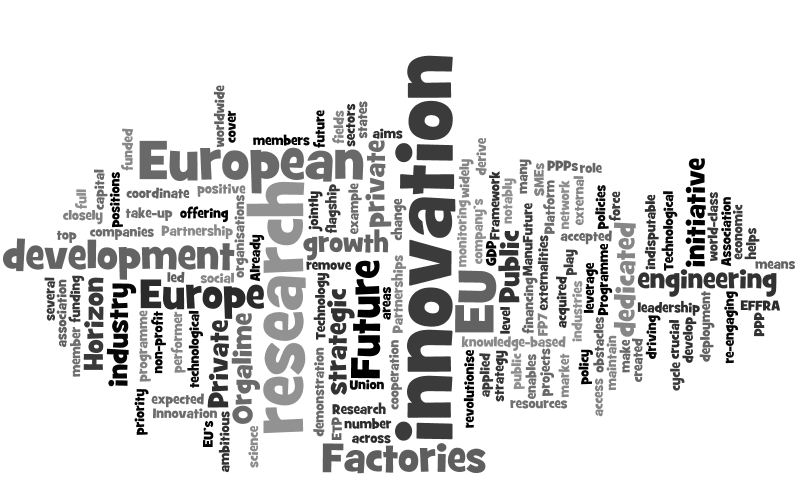 worldwide
cover
funded
members
future
fields
sectors
states
aims
European
private
innovation
full
capital
closely
positions
coordinate
positive
take-up
offering
top
companies
Partnership
organisations
research
jointly
flagship
example
change
growth
Already
development
led
social
remove
Europe
several
association
member
funding
Horizon
industry
programme
non-profit
performer
technological
Private
Orgalime
Technology
demonstration
strategic
Future
areas
Partnerships
cooperation
Union
ETP
Research
number
across
priority
expected
Innovation
EU's
ambitious
science
Factories
monitoring
widely
company's
derive
EU
GDP
Framework
Public
level
notably
many
ManuFuture
financing
SMEs
externalities
FP7
platform
PPPs
role
network
external
accepted
acquired
play
industries
leverage
policies
Programme
force
dedicated
indisputable
Technological
initiative
world-class
Association
economic
helps
means
engineering
leadership
EFFRA
PPP
re-engaging
deployment
develop
crucial
cycle
driving
created
make
maintain
obstacles
access
policy
market
projects
enables
public
strategy
applied
revolutionise
knowledge-based
resources